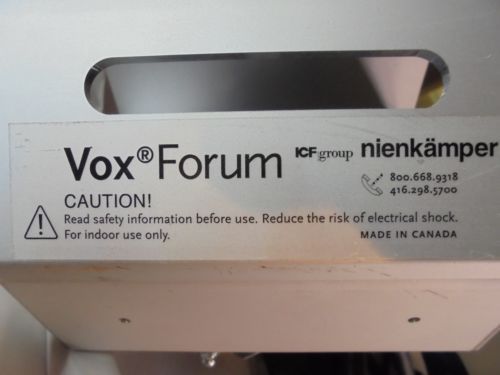 Vox® Forum ICF group nienkämper
800.668.9318
416.298.5700
CAUTION!
Read safety information before use. Reduce the risk of electrical shock.
For indoor use only.
MADE IN CANADA